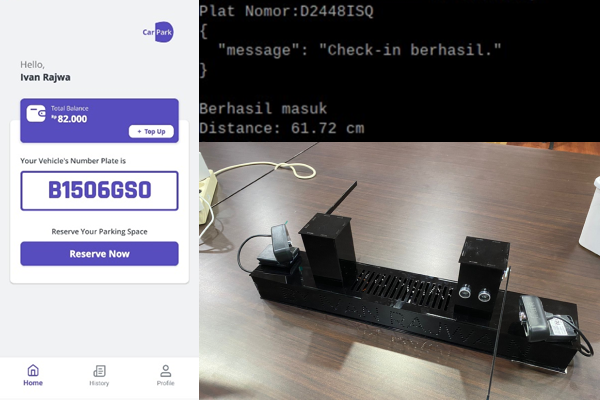 Car Park
Hello,
Ivan Rajwa
Total Balance
Rp 82.000
+ Top Up
Your Vehicle's Number Plate is
B1506GSO
Reserve Your Parking Space
Reserve Now
Home
History
Profile
Plat Nomor:D2448ISQ
{
"message": "Check-in berhasil."
}
Berhasil masuk
Distance: 61.72 cm